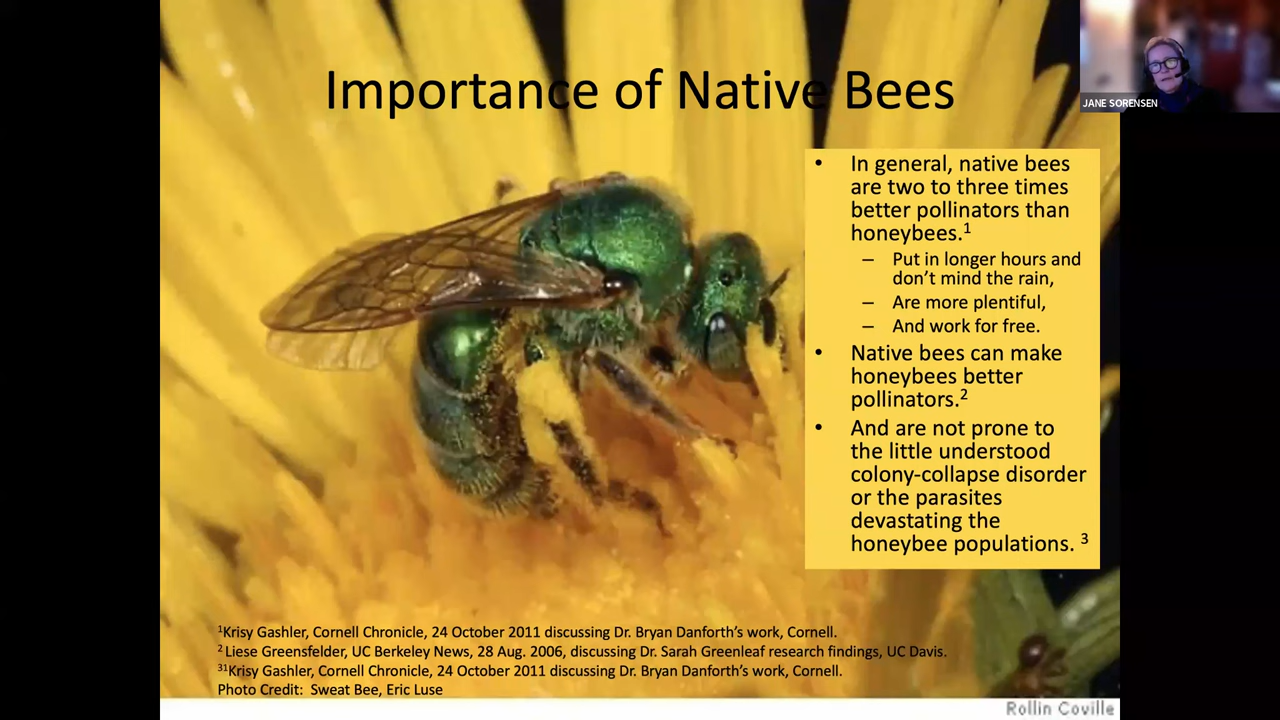 Importance of Native Bees
JANE SORENSEN
• In general, native bees
are two to three times
better pollinators than
honeybees.1
– Put in longer hours and
don't mind the rain,
– Are more plentiful,
– And work for free.
• Native bees can make
honeybees better
pollinators.2
• And are not prone to
the little understood
colony-collapse disorder
or the parasites
devastating the
honeybee populations. 3
1Krisy Gashler, Cornell Chronicle, 24 October 2011 discussing Dr. Bryan Danforth's work, Cornell.
2 Liese Greensfelder, UC Berkeley News, 28 Aug. 2006, discussing Dr. Sarah Greenleaf research findings, UC Davis.
31Krisy Gashler, Cornell Chronicle, 24 October 2011 discussing Dr. Bryan Danforth's work, Cornell.
Photo Credit: Sweat Bee, Eric Luse
Rollin Coville